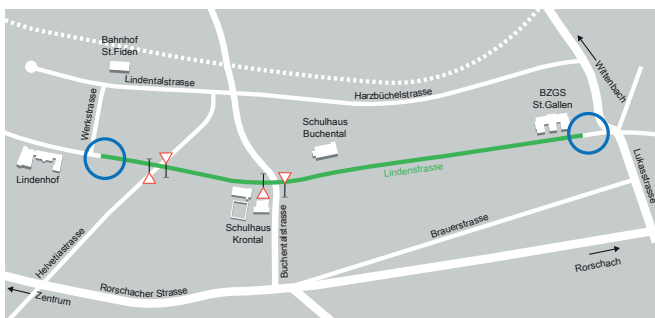 Bahnhof
St.Fiden
Lindentalstrasse
Harzbüchelstrasse
Wittenbach
BZGS
St.Gallen
Werkstrasse
Schulhaus
Buchental
Lindenhof
Lindenstrasse
Lukasstrasse
Schulhaus
Krontal
Buchentalstrasse
Brauerstrasse
Helvetiastrasse
Rorschach
Rorschacher Strasse
Zentrum